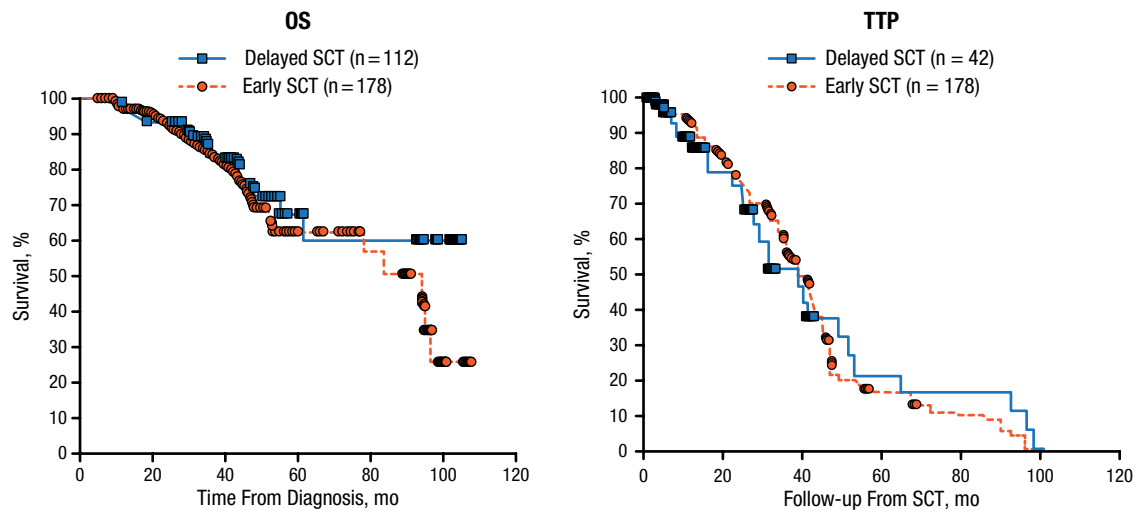 OS
Delayed SCT (n = 112)
Early SCT (n = 178)
Survival, %
100
90
80
70
60
50
40
30
20
10
0
0 20 40 60 80 100 120
Time From Diagnosis, mo
TTP
Delayed SCT (n = 42)
Early SCT (n = 178)
Survival, %
100
90
80
70
60
50
40
30
20
10
0
0 20 40 60 80 100 120
Follow-up From SCT, mo